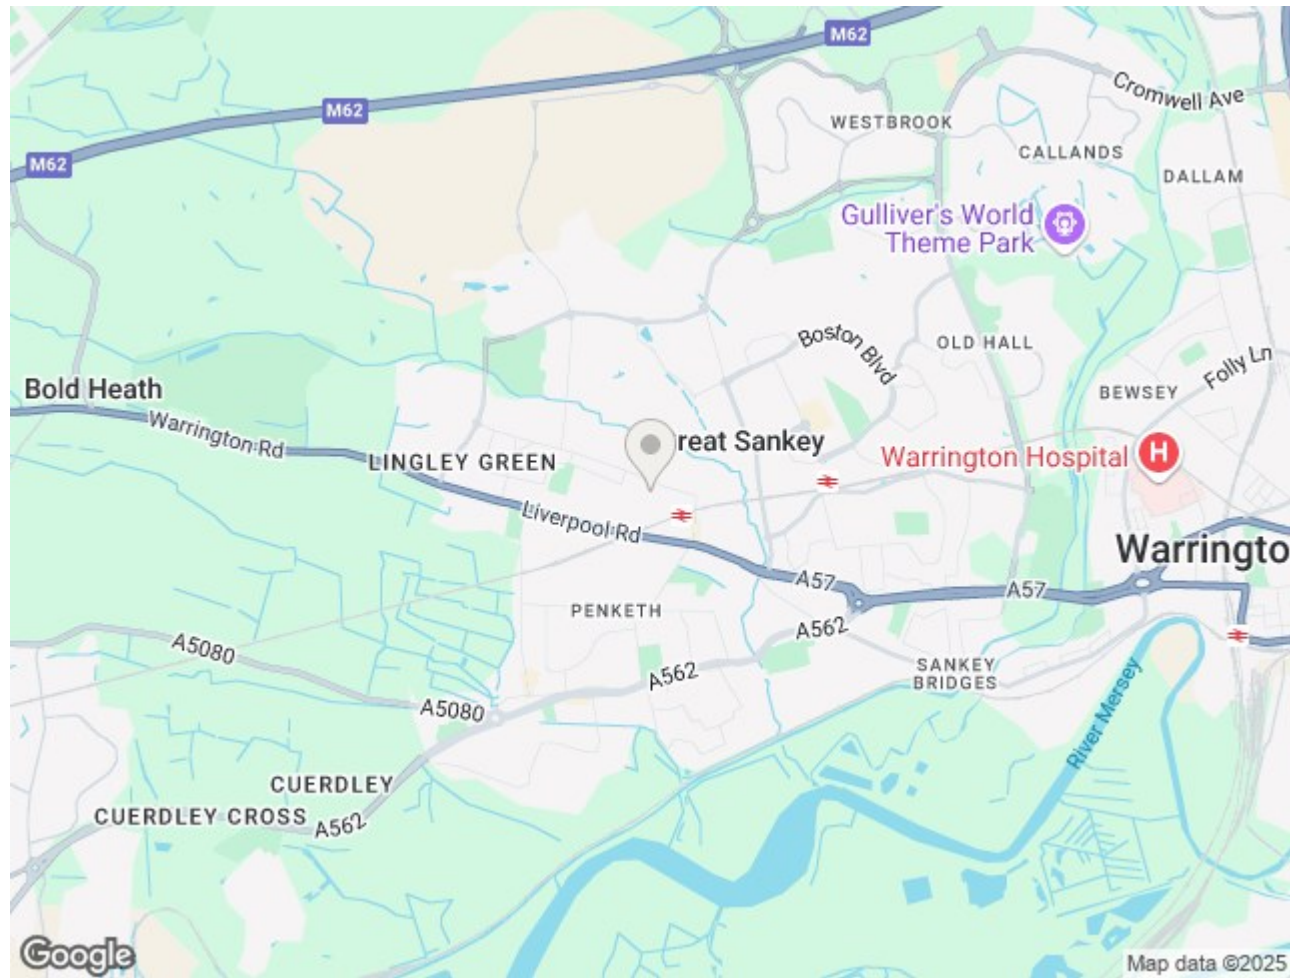 M62
M62
M62
Cromwell Ave
WESTBROOK
CALLANDS
DALLAM
Gulliver's World
Theme Park
Boston Blvd
OLD HALL
Folly Ln
Bold Heath
BEWSEY
Warrington Rd
reat Sankey
LINGLEY GREEN
Warrington Hospital
H
Liverpool Rd
Warringto
A57
A57
PENKETH
A562
A5080
SANKEY
BRIDGES
A562
A5080
River Mersey
CUERDLEY
CUERDLEY CROSS
A562
Google
Map data ©2025